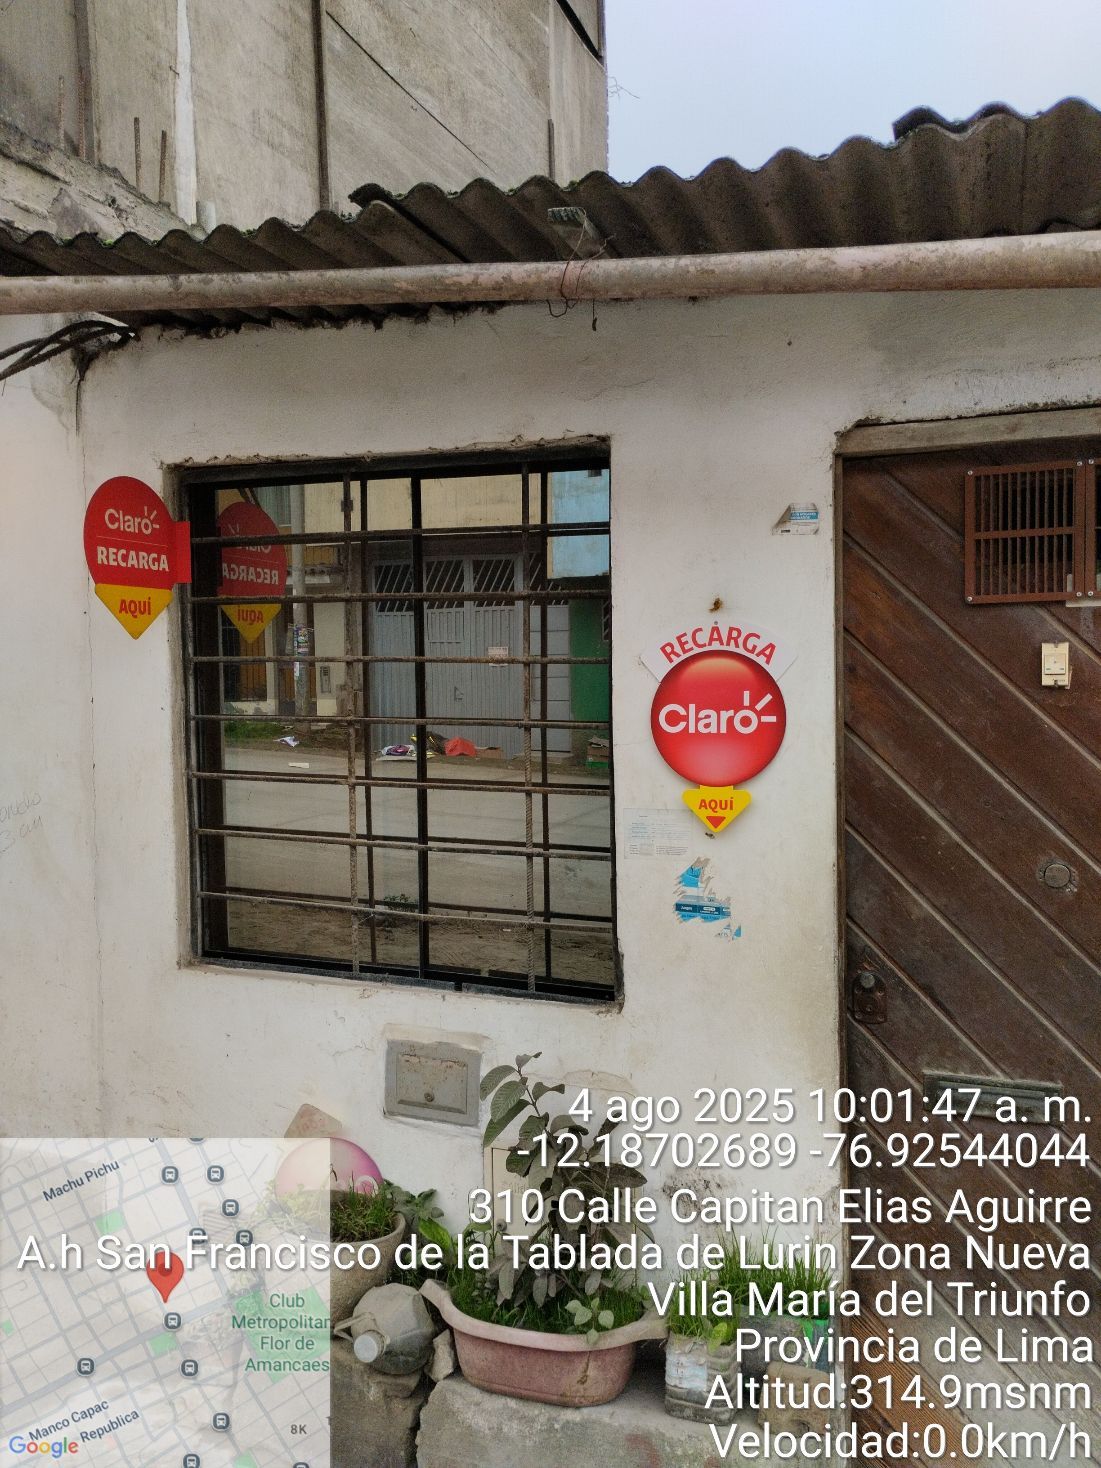 Claro
RECARGA
AQUÍ
RECARGA
Claro
AQUÍ
4 ago 2025 10:01:47 a. m.
-12.18702689 -76.92544044
310 Calle Capitan Elias Aguirre
A.h San Francisco de la Tablada de Lurin Zona Nueva
Villa María del Triunfo
Provincia de Lima
Altitud:314.9msnm
Velocidad:0.0km/h
Machu Pichu
Club
Metropolitan
Flor de
Amancaes
Manco Capac
Republica
8K
Google